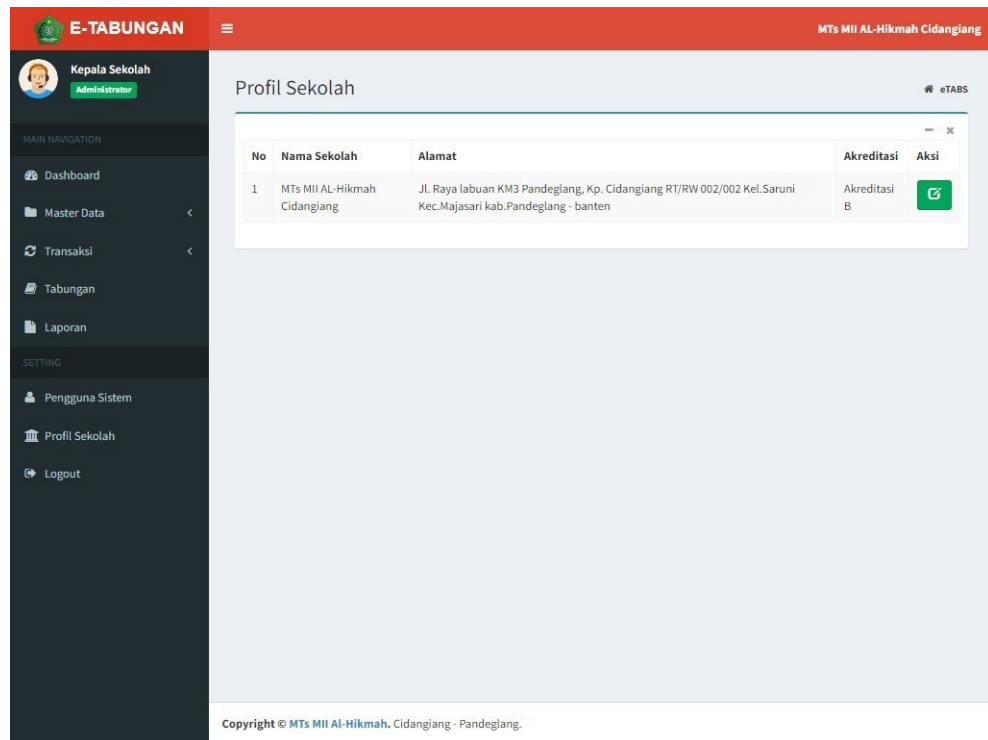 E-TABUNGAN
MTs MII AL-Hikmah Cidangiang
Kepala Sekolah
Administrator
MAIN NAVIGATION
Dashboard
Master Data
Transaksi
Tabungan
Laporan
SETTING
Pengguna Sistem
Profil Sekolah
Logout
Profil Sekolah
eTABS
No Nama Sekolah Alamat Akreditasi Aksi
1 MTs MII AL-Hikmah Jl. Raya labuan KM3 Pandeglang, Kp. Cidangiang RT/RW 002/002 Kel.Saruni Akreditasi
Cidangiang Kec.Majasari kab.Pandeglang - banten B
Copyright © MTs MII Al-Hikmah. Cidangiang - Pandeglang.